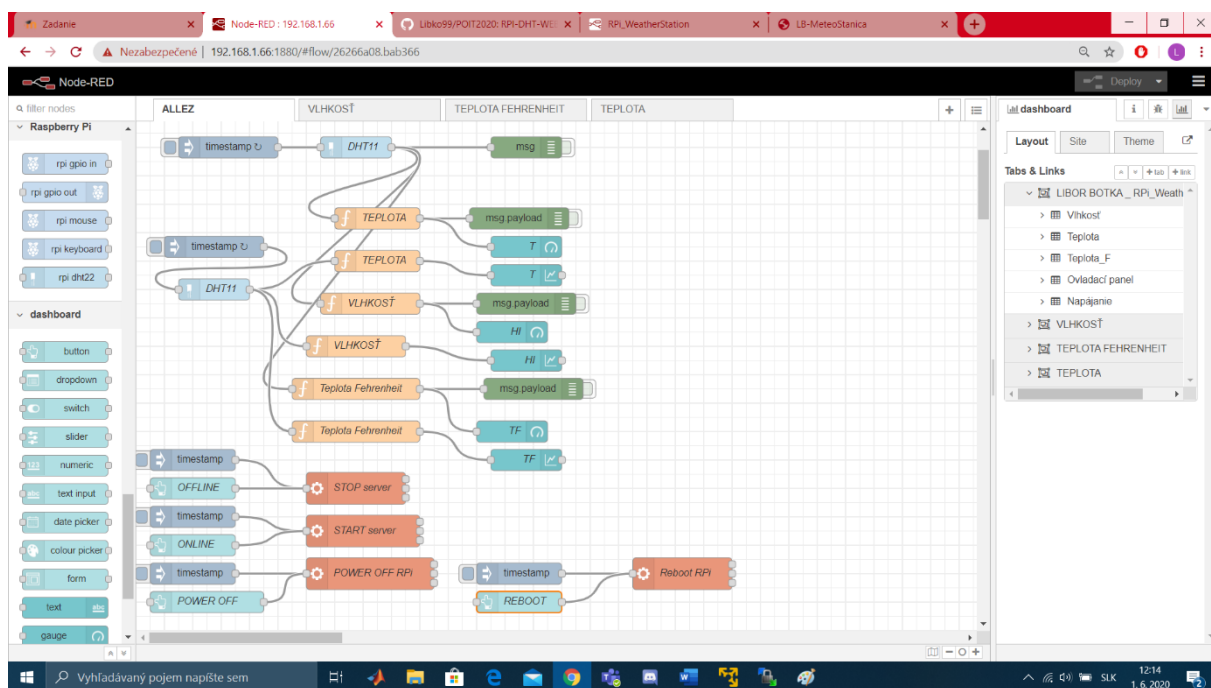 Zadanie
Node-RED : 192.168.1.66
Libko99/POIT2020: RPI-DHT-WE
RPi_WeatherStation
LB-MeteoStanica
Nezabezpečené | 192.168.1.66:1880/#flow/26266a08.bab366
L
Node-RED
Deploy
filter nodes
Raspberry Pi
rpi gpio in
rpi gpio out
rpi mouse
rpi keyboard
rpi dht22
dashboard
button
dropdown
switch
slider
numeric
text input
date picker
colour picker
form
text
abc
gauge
ALLEZ
VLHKOSŤ
TEPLOTA FEHRENHEIT
TEPLOTA
timestamp
DHT11
msg
TEPLOTA
msg.payload
timestamp
T
TEPLOTA
T
DHT11
VLHKOSŤ
msg.payload
HI
VLHKOSŤ
HI
Teplota Fehrenheit
msg.payload
Teplota Fehrenheit
TF
timestamp
TF
OFFLINE
STOP server
timestamp
START server
ONLINE
timestamp
POWER OFF RPi
timestamp
Reboot RPi
POWER OFF
REBOOT
dashboard
i
Layout
Site
Theme
Tabs & Links
+ tab
+ link
LIBOR BOTKA _ RPi_Weath
Vlhkosť
Teplota
Teplota_F
Ovladací panel
Napájanie
VLHKOSŤ
TEPLOTA FEHRENHEIT
TEPLOTA
Vyhľadávaný pojem napíšte sem
SLK
12:14
1. 6. 2020